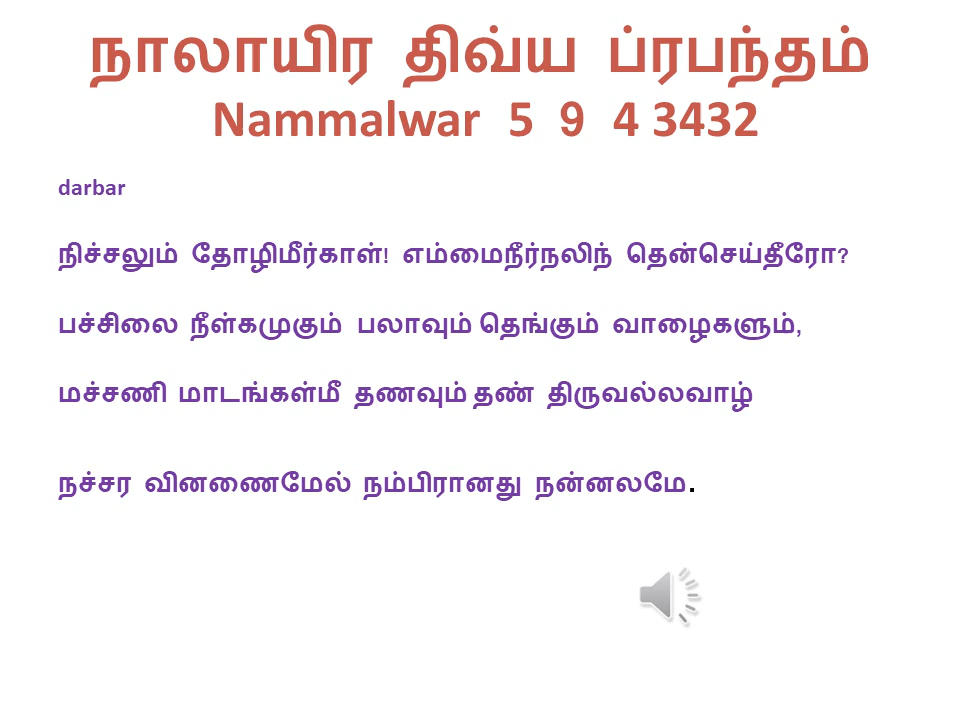 நாலாயிர திவ்ய ப்ரபந்தம்
Nammalwar 5 9 4 3432
darbar
நிச்சலும் தோழிமீர்காள்! எம்மைநீர்நலிந் தென்செய்தீரோ?
பச்சிலை நீள்கமுகும் பலாவும் தெங்கும் வாழைகளும்,
மச்சணி மாடங்கள்மீ தணவும் தண் திருவல்லவாழ்
நச்சர வினணைமேல் நம்பிரானது நன்னலமே.